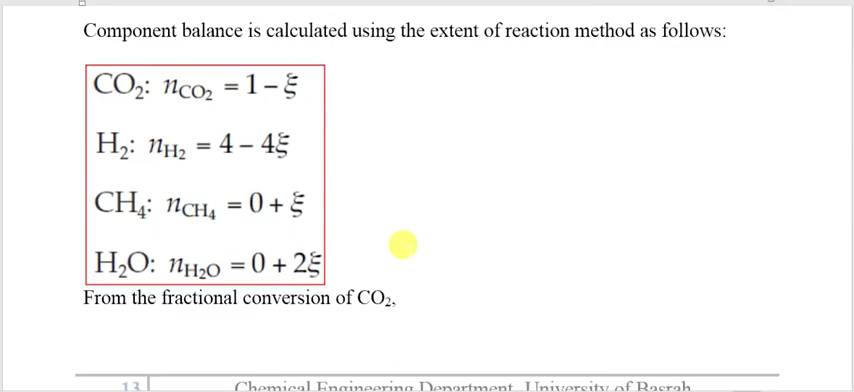 Component balance is calculated using the extent of reaction method as follows:
CO₂: nCO₂ = 1 – ξ
H₂: nH₂ = 4 – 4ξ
CH₄: nCH₄ = 0 + ξ
H₂O: nH₂O = 0 + 2ξ
From the fractional conversion of CO₂,
13 Chemical Engineering Department, University of Basrah